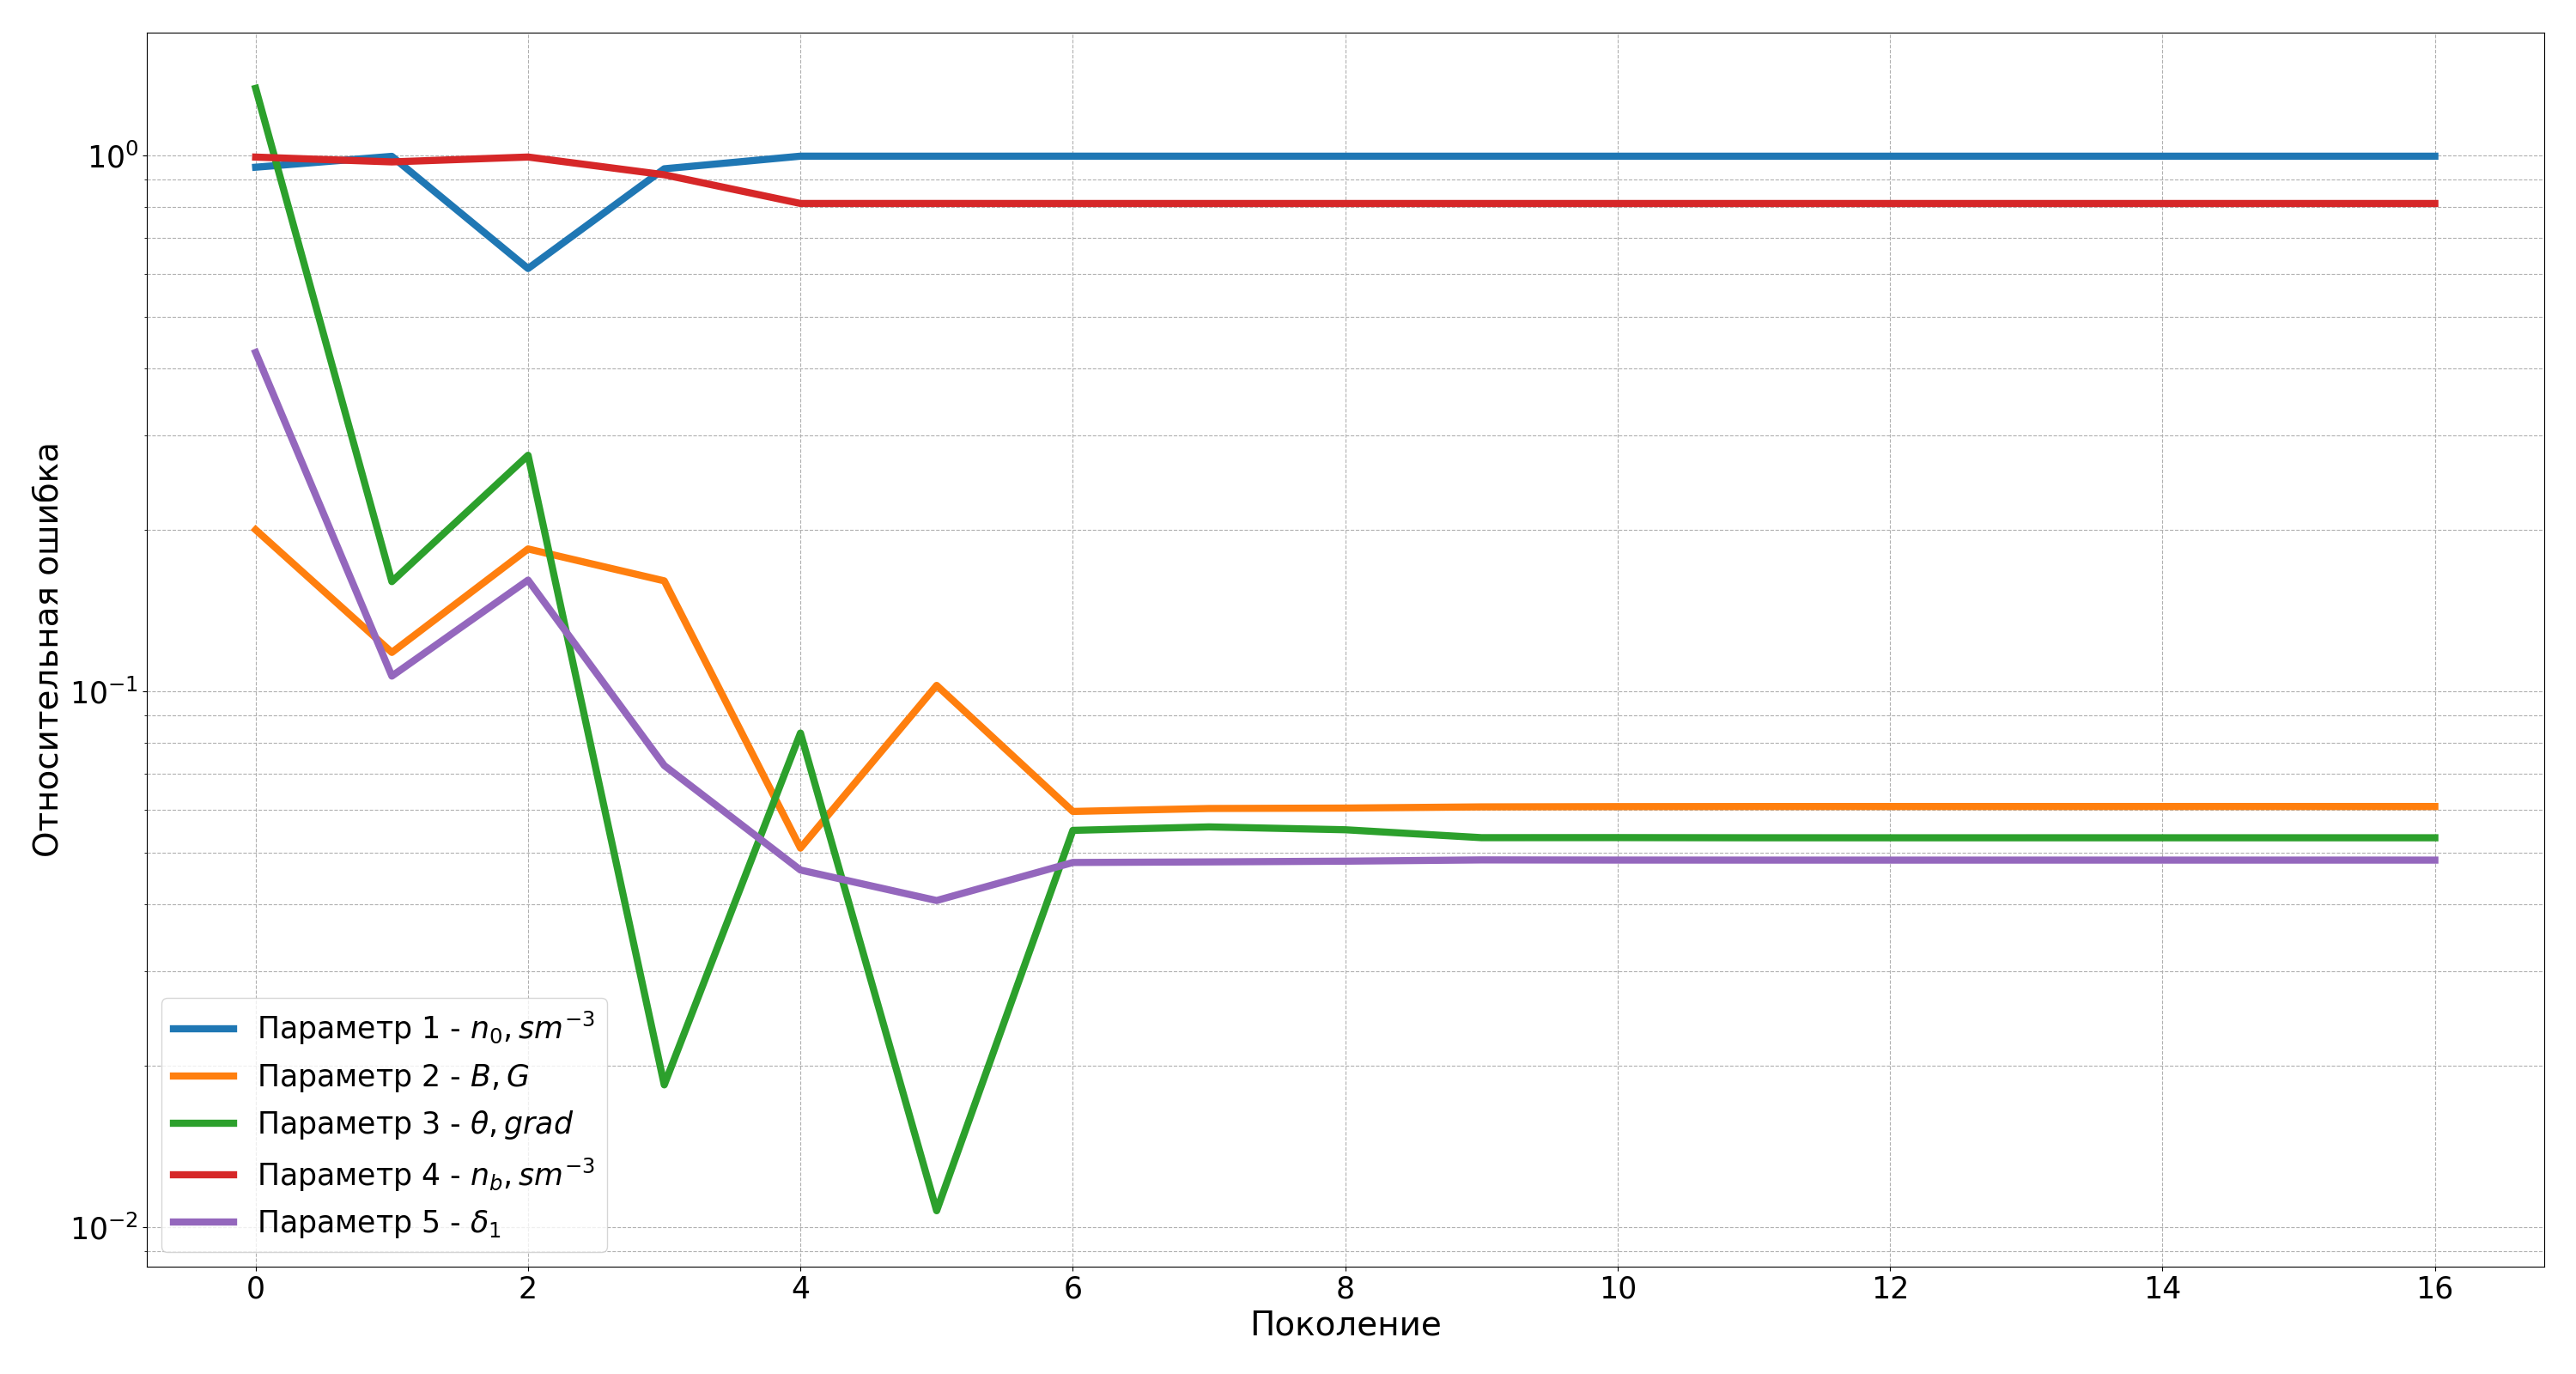 Относительная ошибка
10⁰
10⁻¹
10⁻²
Параметр 1 - n₀, sm⁻³
Параметр 2 - B, G
Параметр 3 - θ, grad
Параметр 4 - n_b, sm⁻³
Параметр 5 - δ₁
0 2 4 6 8 10 12 14 16
Поколение